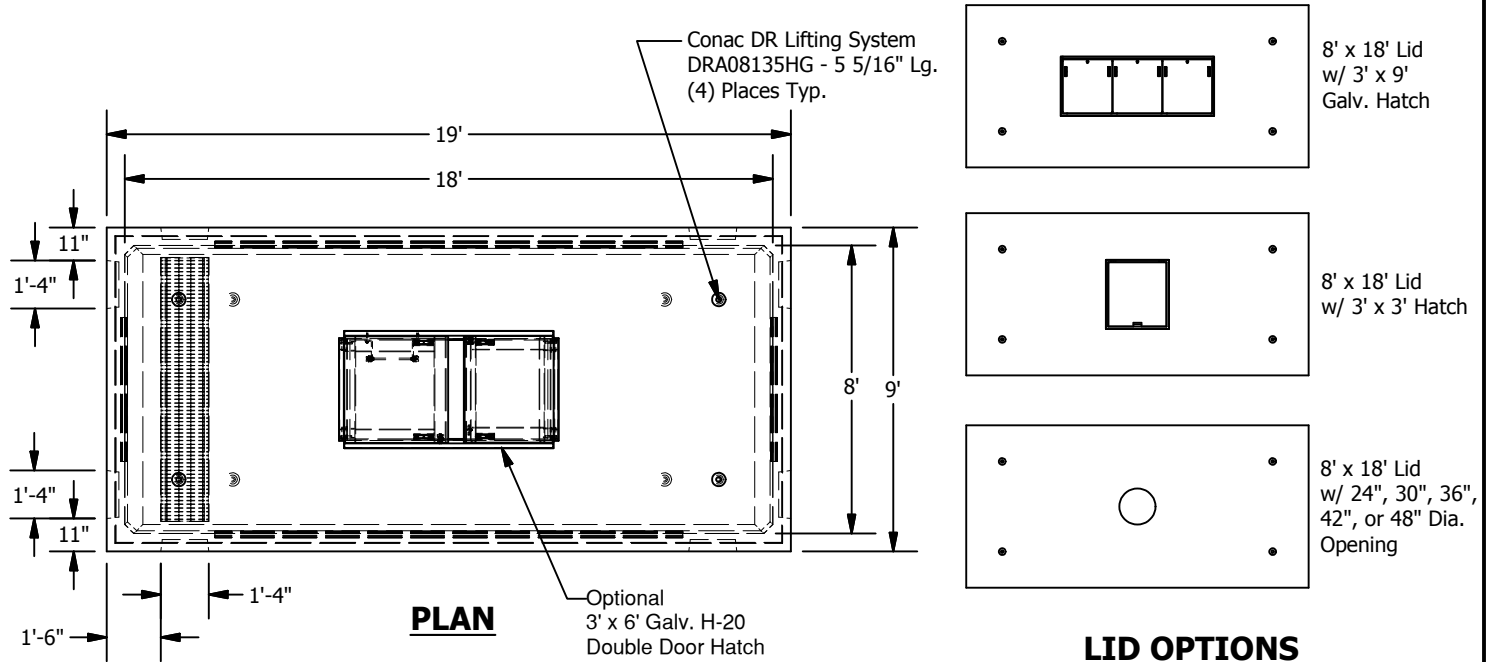 Conac DR Lifting System
DRA08135HG - 5 5/16" Lg.
(4) Places Typ.
19'
18'
11"
1'-4"
8'
9'
1'-4"
11"
1'-4"
1'-6"
PLAN
Optional
3' x 6' Galv. H-20
Double Door Hatch
8' x 18' Lid
w/ 3' x 9'
Galv. Hatch
8' x 18' Lid
w/ 3' x 3' Hatch
8' x 18' Lid
w/ 24", 30", 36",
42", or 48" Dia.
Opening
LID OPTIONS